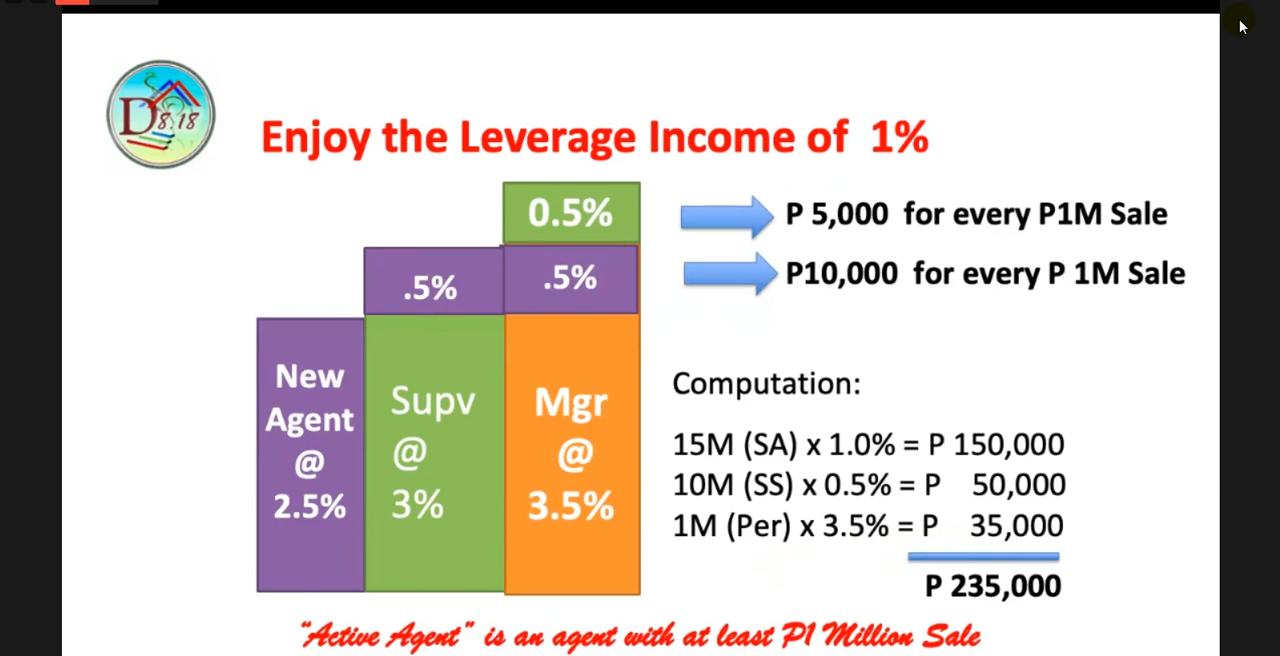 D 8.18
Enjoy the Leverage Income of 1%
0.5%
P 5,000 for every P1M Sale
.5%
.5%
P10,000 for every P 1M Sale
New
Agent
@
2.5%
Supv
@
3%
Mgr
@
3.5%
Computation:
15M (SA) x 1.0% = P 150,000
10M (SS) x 0.5% = P 50,000
1M (Per) x 3.5% = P 35,000
P 235,000
“Active Agent” is an agent with at least P1 Million Sale